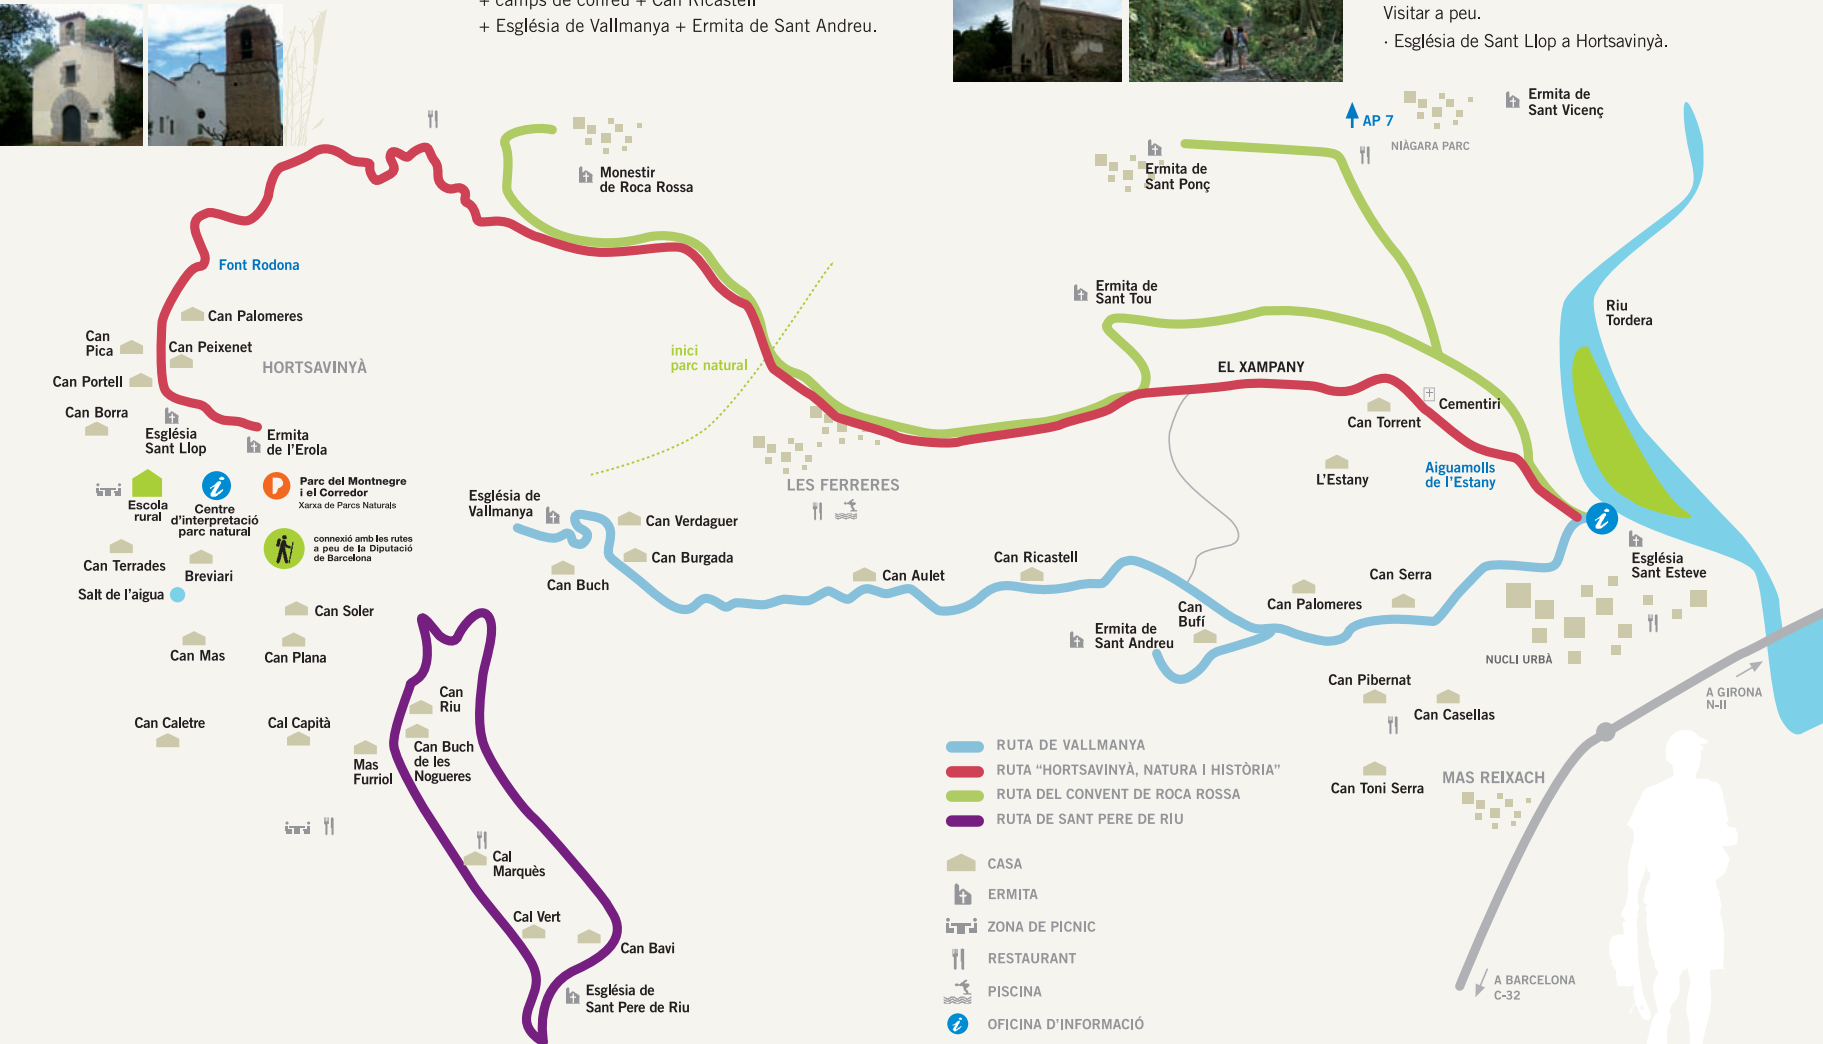 + camps de conreu + Can Ricastell
+ Església de Vallmanya + Ermita de Sant Andreu.
Visitar a peu.
· Església de Sant Llop a Hortsavinyà.
Monestir
de Roca Rossa
Ermita de
Sant Ponç
AP 7
NIÀGARA PARC
Ermita de
Sant Vicenç
Font Rodona
Can Palomeres
Can
Pica
Can Peixenet
HORTSAVINYÀ
Can Portell
Can Borra
Església
Sant Llop
Ermita
de l'Erola
inici
parc natural
Ermita de
Sant Tou
EL XAMPANY
Riu
Tordera
Cementiri
Can Torrent
L'Estany
Aiguamolls
de l'Estany
LES FERRERES
Escola
rural
Centre
d'interpretació
parc natural
Parc del Montnegre
i el Corredor
Xarxa de Parcs Naturals
connexió amb les rutes
a peu de la Diputació
de Barcelona
Can Terrades
Breviari
Salt de l'aigua
Can Soler
Can Mas
Can Plana
Can Caletre
Cal Capità
Mas
Furriol
Església de
Vallmanya
Can Verdaguer
Can Burgada
Can Buch
Can Aulet
Can Ricastell
Can
Bufí
Ermita de
Sant Andreu
Can Palomeres
Can Serra
Església
Sant Esteve
NUCLI URBÀ
Can Pibernat
Can Casellas
A GIRONA
N-II
Can Toni Serra
MAS REIXACH
A BARCELONA
C-32
Can
Riu
Can Buch
de les
Nogueres
Cal
Marquès
Cal Vert
Can Bavi
Església de
Sant Pere de Riu
RUTA DE VALLMANYA
RUTA “HORTSAVINYÀ, NATURA I HISTÒRIA”
RUTA DEL CONVENT DE ROCA ROSSA
RUTA DE SANT PERE DE RIU
CASA
ERMITA
ZONA DE PICNIC
RESTAURANT
PISCINA
OFICINA D'INFORMACIÓ